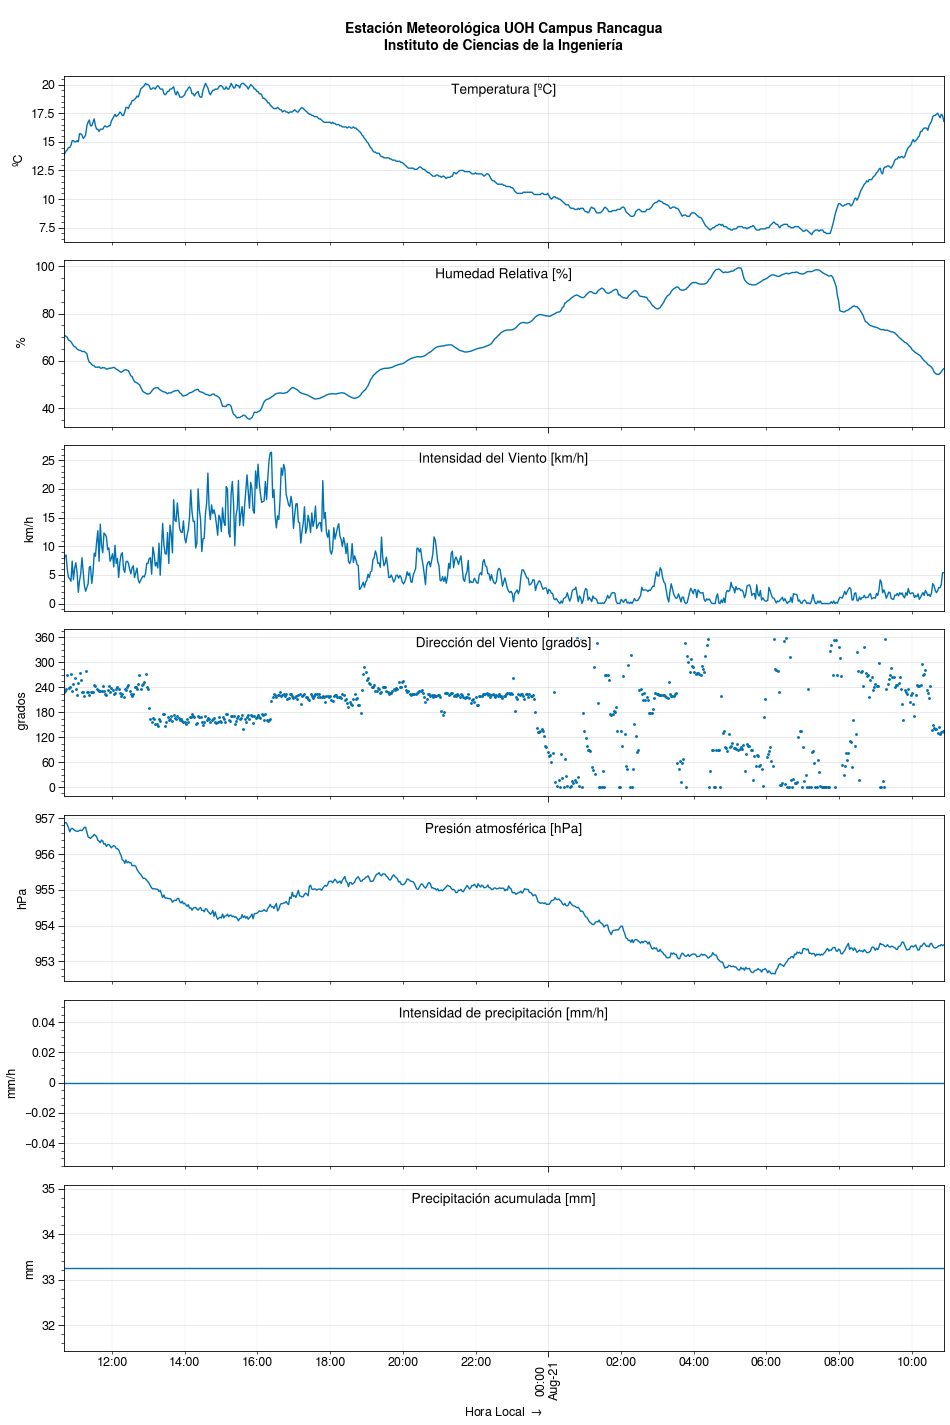 Estación Meteorológica UOH Campus Rancagua
Instituto de Ciencias de la Ingeniería
Temperatura [ºC]
20
17.5
15
12.5
10
7.5
ºC
Humedad Relativa [%]
100
80
60
40
%
Intensidad del Viento [km/h]
25
20
15
10
5
0
km/h
Dirección del Viento [grados]
360
300
240
180
120
60
0
grados
Presión atmosférica [hPa]
957
956
955
954
953
hPa
Intensidad de precipitación [mm/h]
0.04
0.02
0
−0.02
−0.04
mm/h
Precipitación acumulada [mm]
35
34
33
32
mm
12:00 14:00 16:00 18:00 20:00 22:00 00:00 02:00 04:00 06:00 08:00 10:00
Aug-21
Hora Local →